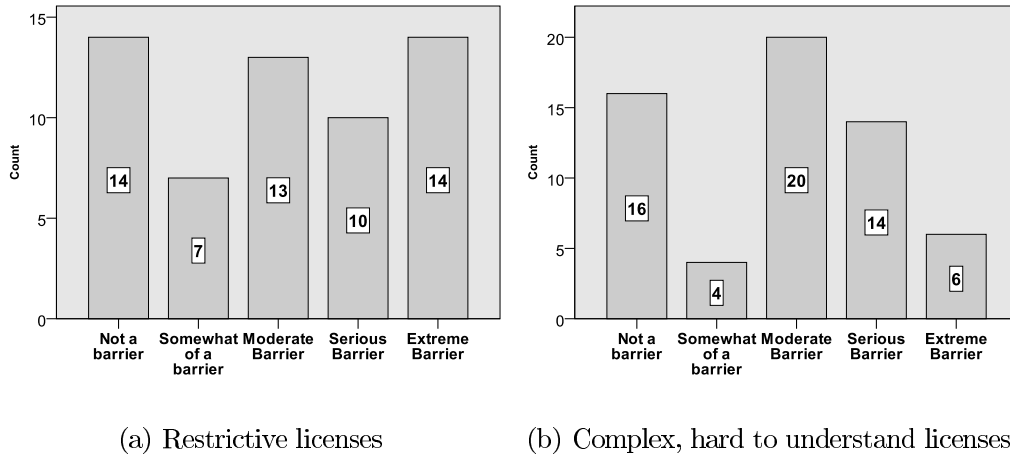 15
10
5
0
Count
14
7
13
10
14
Not a barrier
Somewhat of a barrier
Moderate Barrier
Serious Barrier
Extreme Barrier
(a) Restrictive licenses
20
15
10
5
0
Count
16
4
20
14
6
Not a barrier
Somewhat of a barrier
Moderate Barrier
Serious Barrier
Extreme Barrier
(b) Complex, hard to understand licenses